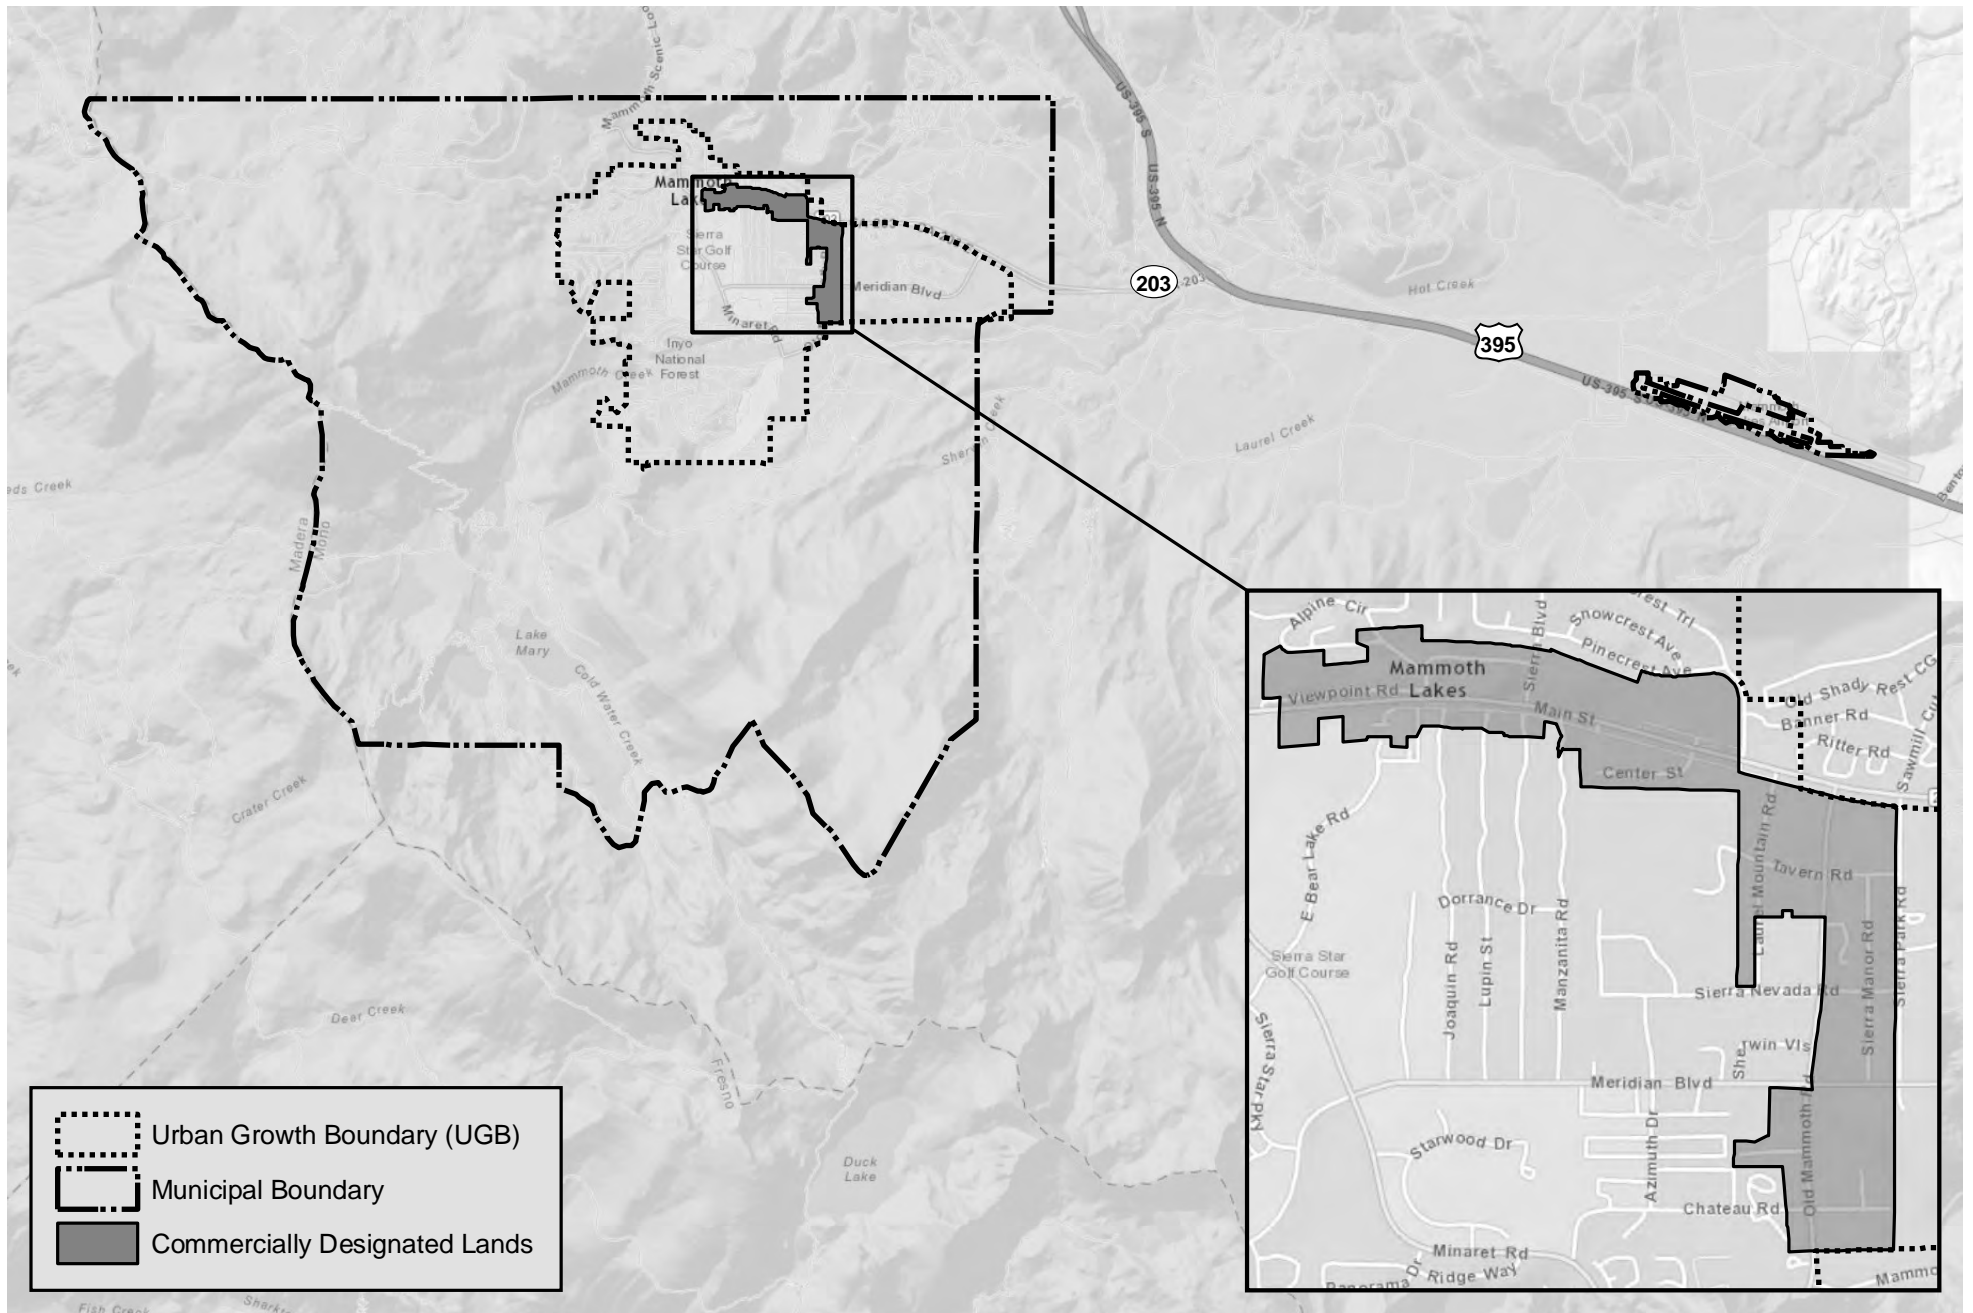 Mammoth Scenic Loo
US-395 S
US-395 N
Mammoth
Sierra
Star Golf
Course
Meridian Blvd
Minaret Rd
Inyo
National
Forest
Mammoth Creek
203
Hot Creek
395
US-395 S
Laurel Creek
Sherwin Creek
Madera
Mono
Lake
Mary
Cold Water Creek
Crater Creek
Deer Creek
Fresno
Duck
Lake
Fish Creek
Urban Growth Boundary (UGB)
Municipal Boundary
Commercially Designated Lands
Alpine Cir
Sierra Blvd
Snowcrest Ave
Pinecrest Ave
Mammoth
Lakes
Viewpoint Rd
Main St
Old Shady Rest CG
Banner Rd
Ritter Rd
Center St
E Bear Lake Rd
Laurel Mountain Rd
Tavern Rd
Dorrance Dr
Joaquin Rd
Lupin St
Manzanita Rd
Sierra Star
Golf Course
Sierra Nevada Rd
Sierra Manor Rd
Sierra Park Rd
Sherwin Vls
Meridian Blvd
Starwood Dr
Azimuth Dr
Old Mammoth Rd
Chateau Rd
Minaret Rd
Ridge Way
Panorama Dr
Mammo